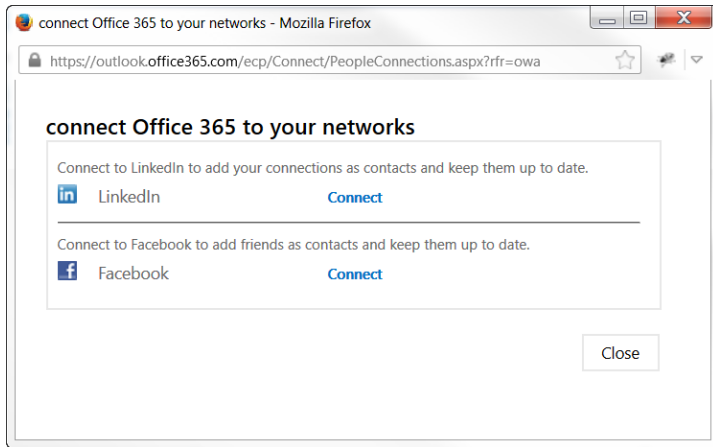 connect Office 365 to your networks - Mozilla Firefox
https://outlook.office365.com/ecp/Connect/PeopleConnections.aspx?rfr=owa
connect Office 365 to your networks
Connect to LinkedIn to add your connections as contacts and keep them up to date.
in LinkedIn Connect
Connect to Facebook to add friends as contacts and keep them up to date.
f Facebook Connect
Close